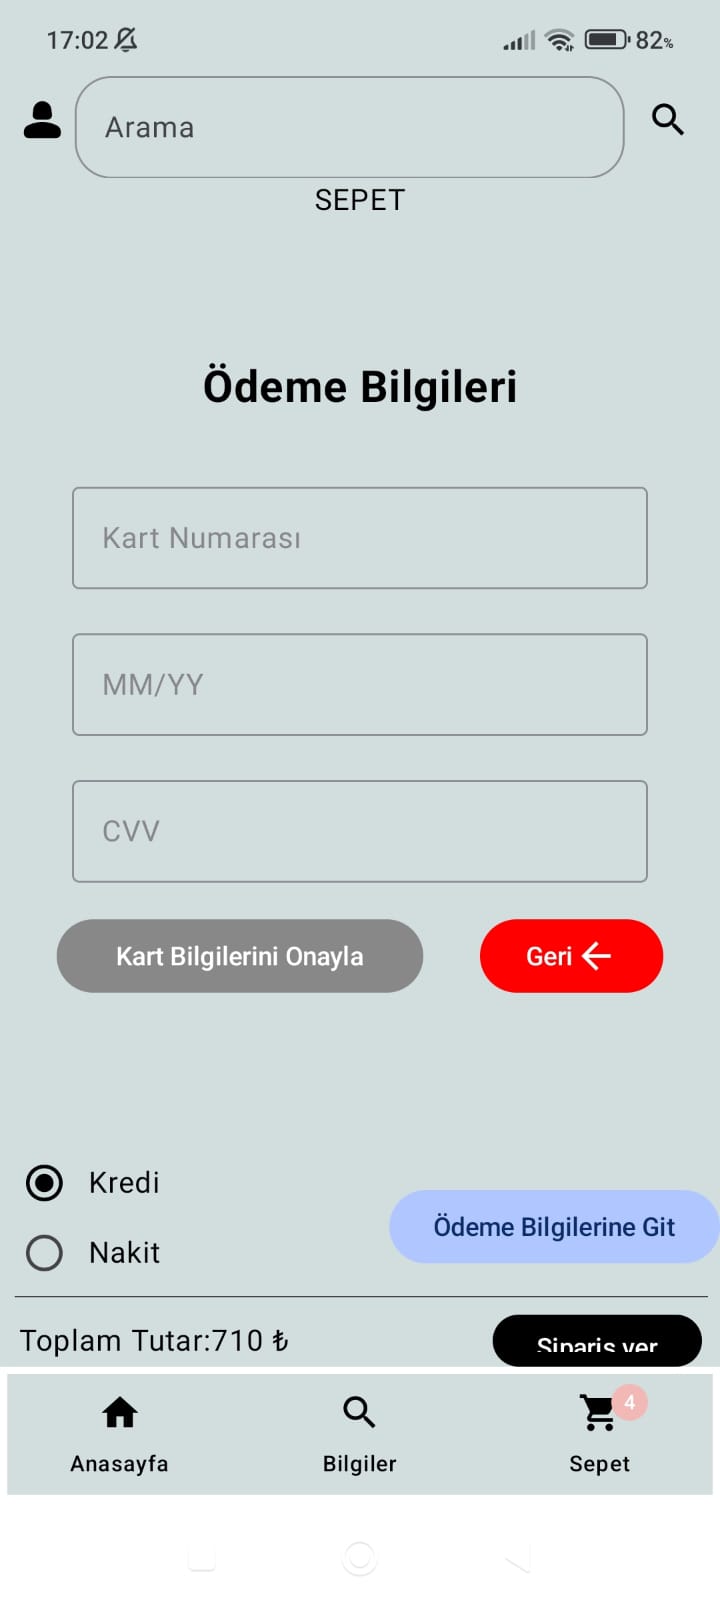 17:02 82%
Arama
SEPET
Ödeme Bilgileri
Kart Numarası
MM/YY
CVV
Kart Bilgilerini Onayla Geri
Kredi
Ödeme Bilgilerine Git
Nakit
Toplam Tutar:710 ₺ Sipariş ver
4
Anasayfa Bilgiler Sepet